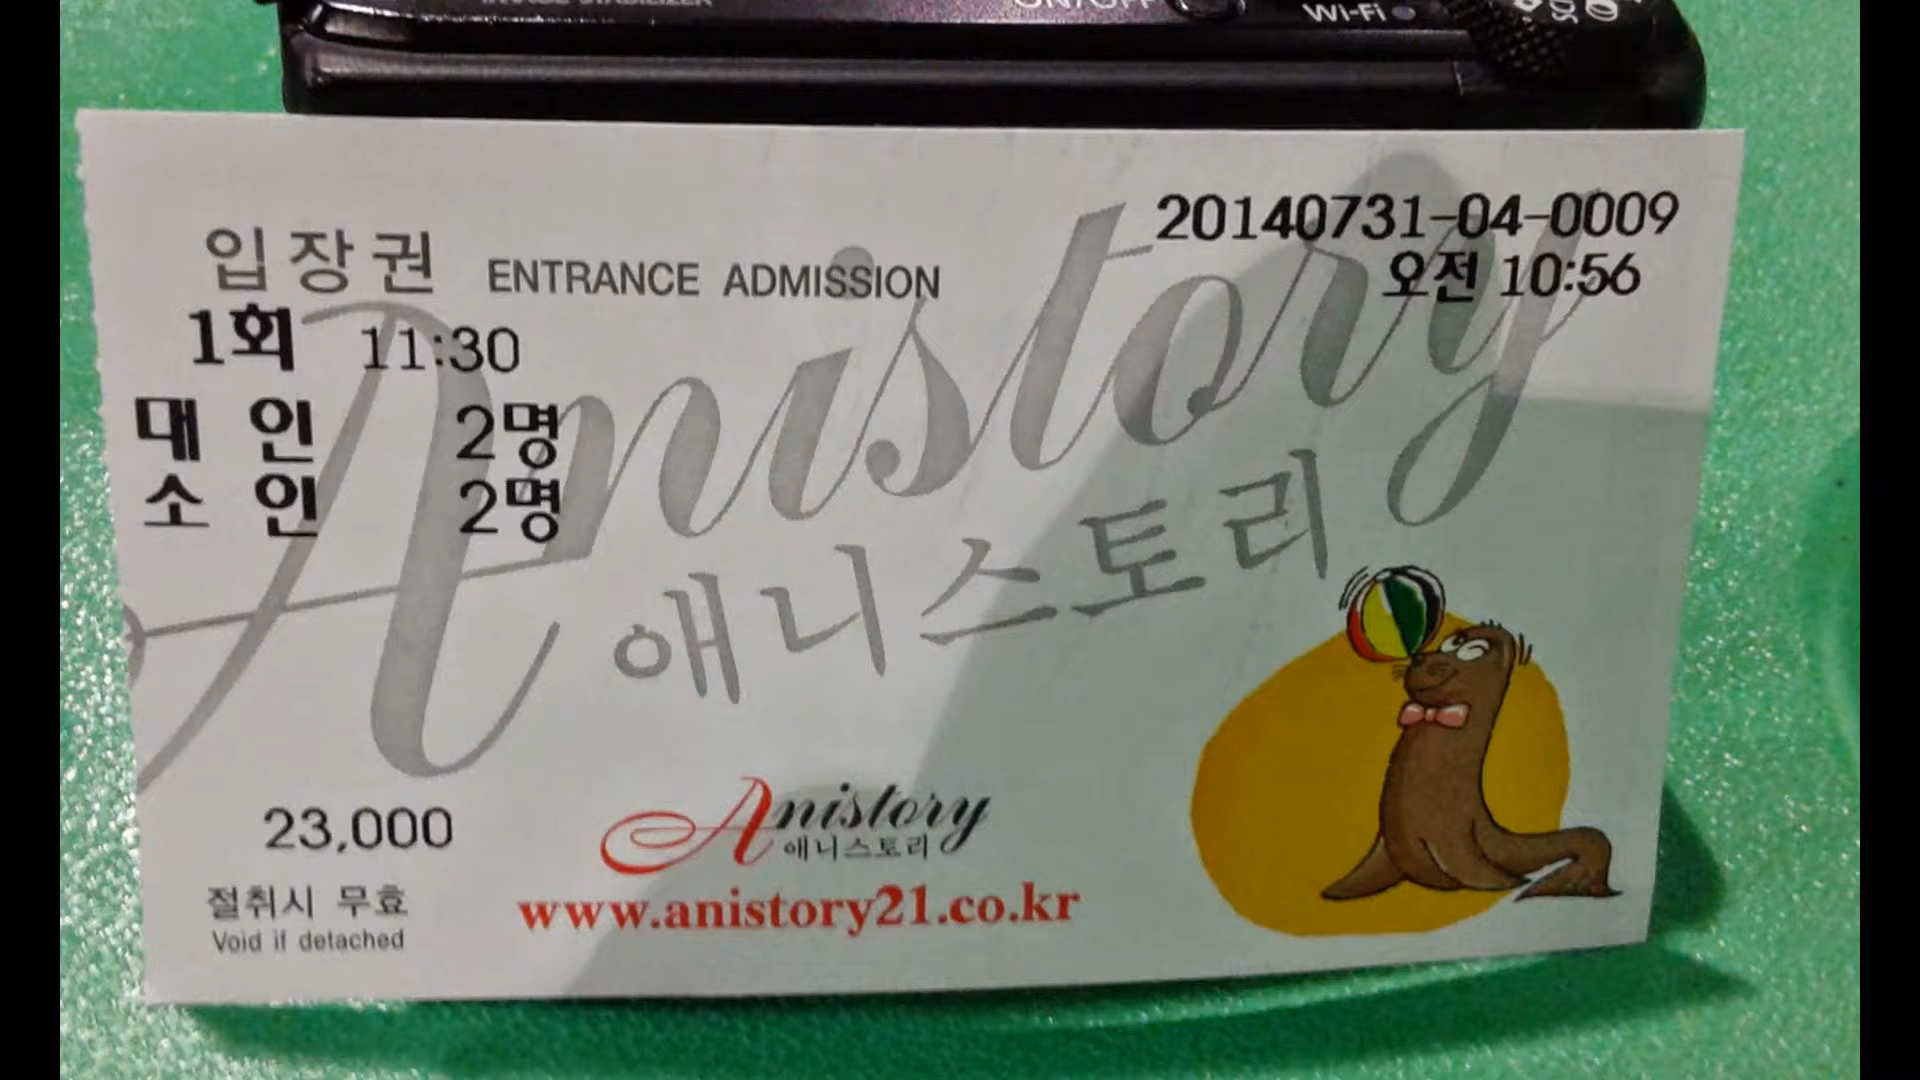 Wi-Fi
20140731-04-0009
오전 10:56
입장권 ENTRANCE ADMISSION
1회 11:30
대 인 2명
소 인 2명
Anistory
애니스토리
23,000
Anistory
애니스토리
www.anistory21.co.kr
절취시 무효
Void if detached